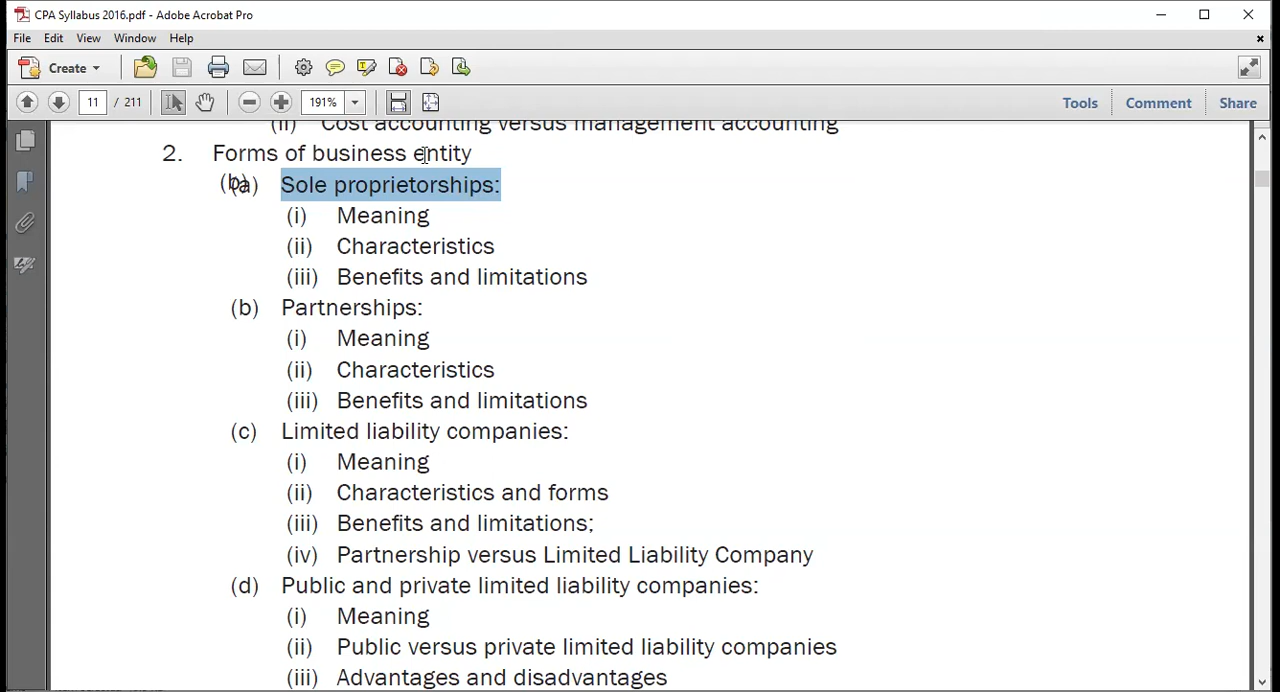 CPA Syllabus 2016.pdf - Adobe Acrobat Pro
File Edit View Window Help
Create
11 / 211 191% Tools Comment Share
(ii) Cost accounting versus management accounting
2. Forms of business entity
(b)
(a) Sole proprietorships:
(i) Meaning
(ii) Characteristics
(iii) Benefits and limitations
(b) Partnerships:
(i) Meaning
(ii) Characteristics
(iii) Benefits and limitations
(c) Limited liability companies:
(i) Meaning
(ii) Characteristics and forms
(iii) Benefits and limitations;
(iv) Partnership versus Limited Liability Company
(d) Public and private limited liability companies:
(i) Meaning
(ii) Public versus private limited liability companies
(iii) Advantages and disadvantages